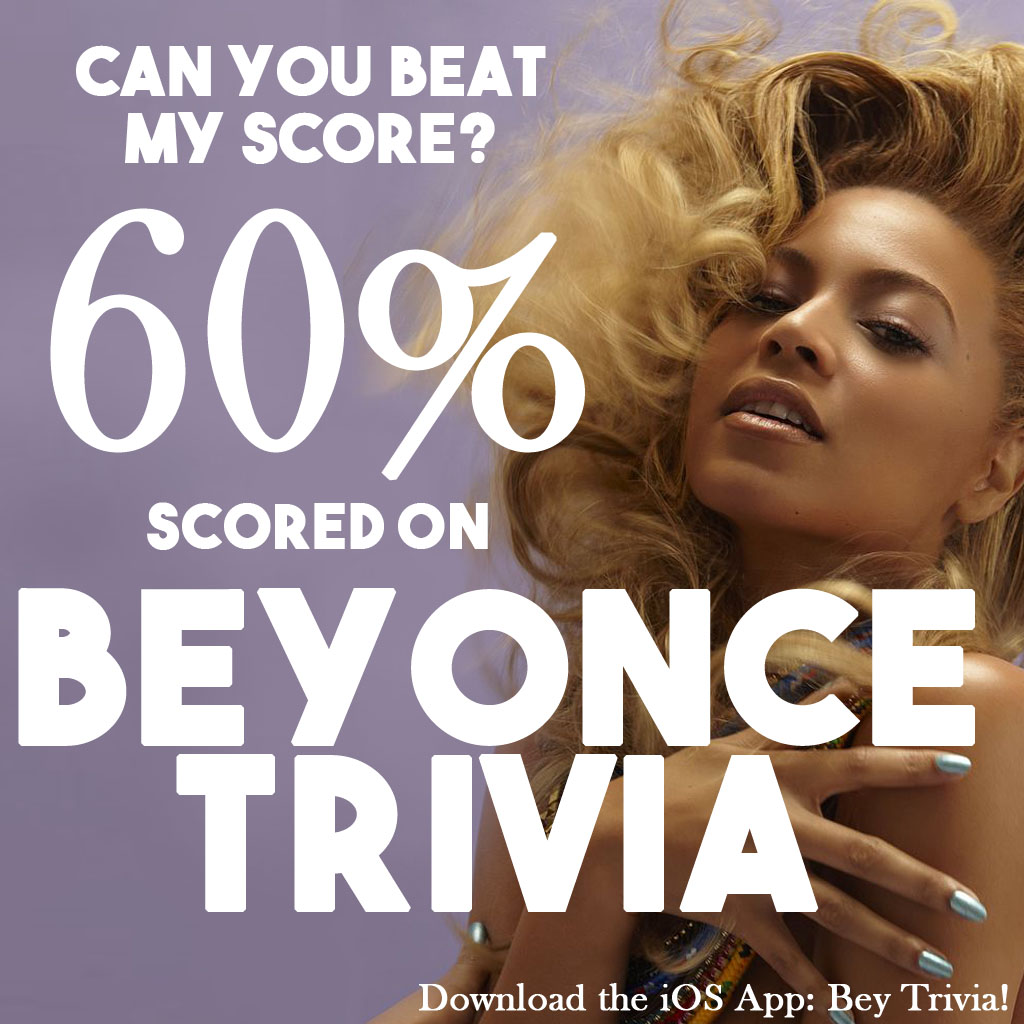 CAN YOU BEAT
MY SCORE?
60%
SCORED ON
BEYONCE
TRIVIA
Download the iOS App: Bey Trivia!